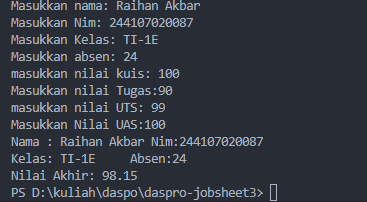 Masukkan nama: Raihan Akbar
Masukkan Nim: 244107020087
Masukkan Kelas: TI-1E
Masukkan absen: 24
masukkan nilai kuis: 100
masukkan nilai Tugas:90
masukkan nilai UTS: 99
Masukkan Nilai UAS:100
Nama : Raihan Akbar Nim:244107020087
Kelas: TI-1E     Absen:24
Nilai Akhir: 98.15
PS D:\kuliah\daspo\daspro-jobsheet3>